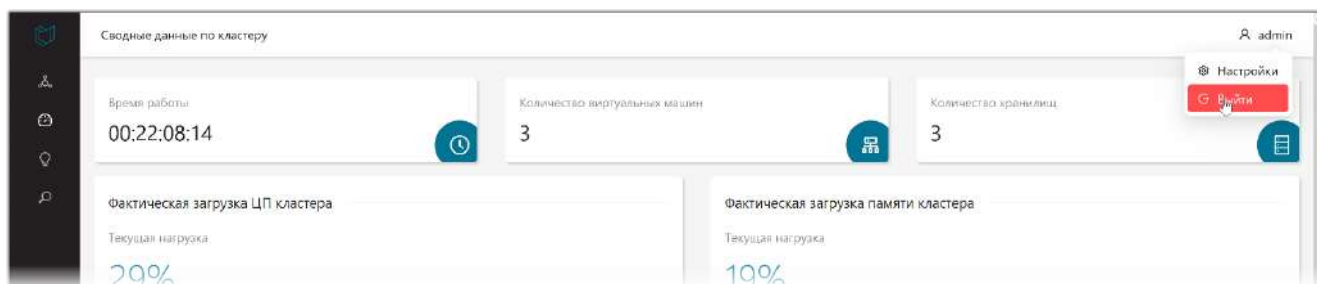 Сводные данные по кластеру
admin
Настройки
Выйти
Время работы
00:22:08:14
Количество виртуальных машин
3
Количество хранилищ
3
Фактическая загрузка ЦП кластера
Текущая нагрузка
29%
Фактическая загрузка памяти кластера
Текущая нагрузка
19%